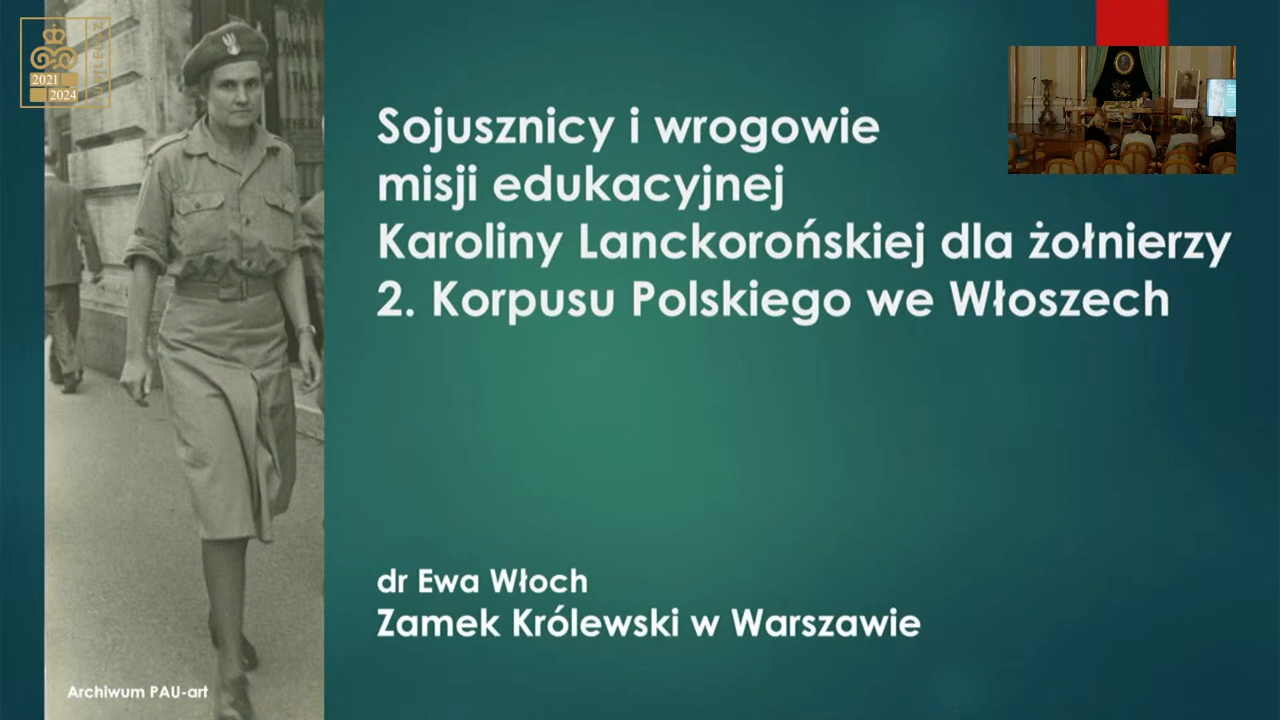 2021
2024
Sojusznicy i wrogowie
misji edukacyjnej
Karoliny Lanckorońskiej dla żołnierzy
2. Korpusu Polskiego we Włoszech
dr Ewa Włoch
Zamek Królewski w Warszawie
Archiwum PAU-art